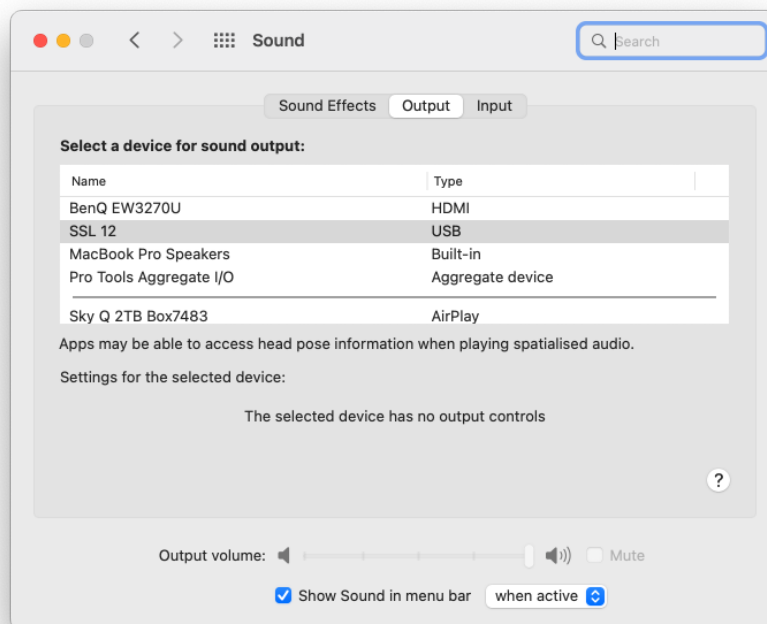 Sound
Search
Sound Effects Output Input
Select a device for sound output:
Name Type
BenQ EW3270U HDMI
SSL 12 USB
MacBook Pro Speakers Built-in
Pro Tools Aggregate I/O Aggregate device
Sky Q 2TB Box7483 AirPlay
Apps may be able to access head pose information when playing spatialised audio.
Settings for the selected device:
The selected device has no output controls
?
Output volume: Mute
Show Sound in menu bar when active